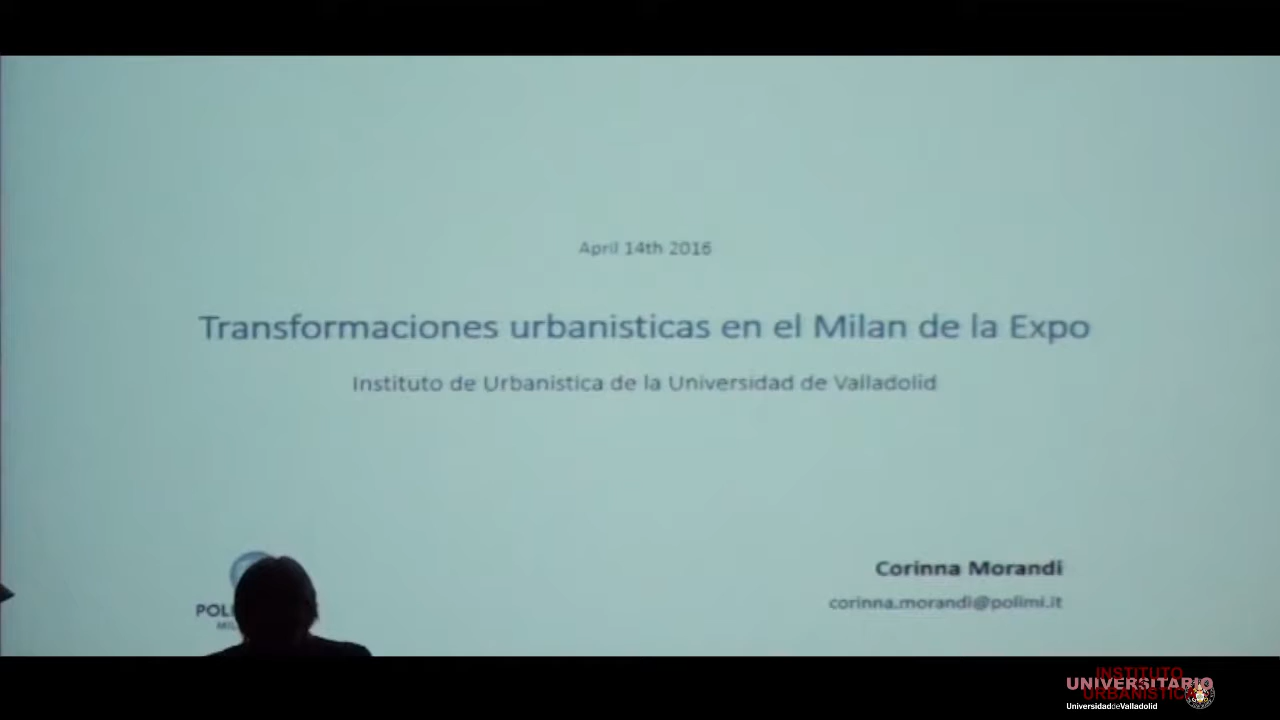 April 14th 2016
Transformaciones urbanisticas en el Milan de la Expo
Instituto de Urbanistica de la Universidad de Valladolid
Corinna Morandi
corinna.morandi@polimi.it
INSTITUTO
UNIVERSITARIO
UniversidaddeValladolid